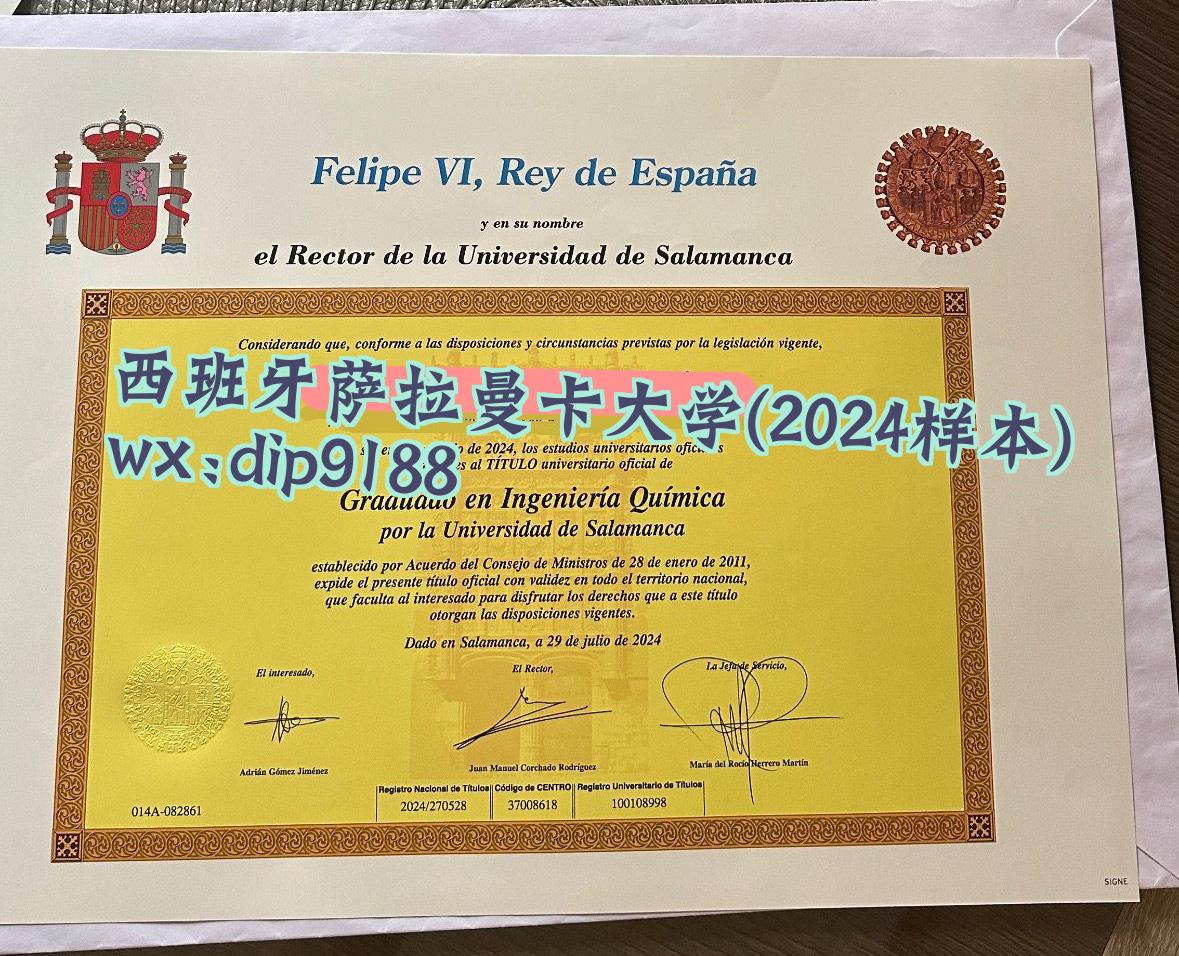 Felipe VI, Rey de España
y en su nombre
el Rector de la Universidad de Salamanca
Considerando que, conforme a las disposiciones y circunstancias previstas por la legislación vigente,
西班牙萨拉曼卡大学(2024样本)
wx:dip9188
de 2024, los estudios universitarios
al TÍTULO universitario oficial de
Graduado en Ingeniería Química
por la Universidad de Salamanca
establecido por Acuerdo del Consejo de Ministros de 28 de enero de 2011,
expide el presente título oficial con validez en todo el territorio nacional,
que faculta al interesado para disfrutar los derechos que a este título
otorgan las disposiciones vigentes.
Dado en Salamanca, a 29 de julio de 2024
El interesado,
El Rector,
La Jefa de Servicio,
Adrián Gómez Jiménez
Juan Manuel Corchado Rodríguez
María del Rocío Herrero Martín
Registro Nacional de Títulos
Código de CENTRO
Registro Universitario de Títulos
2024/270528
37008618
100108998
014A-082861
SIGNE